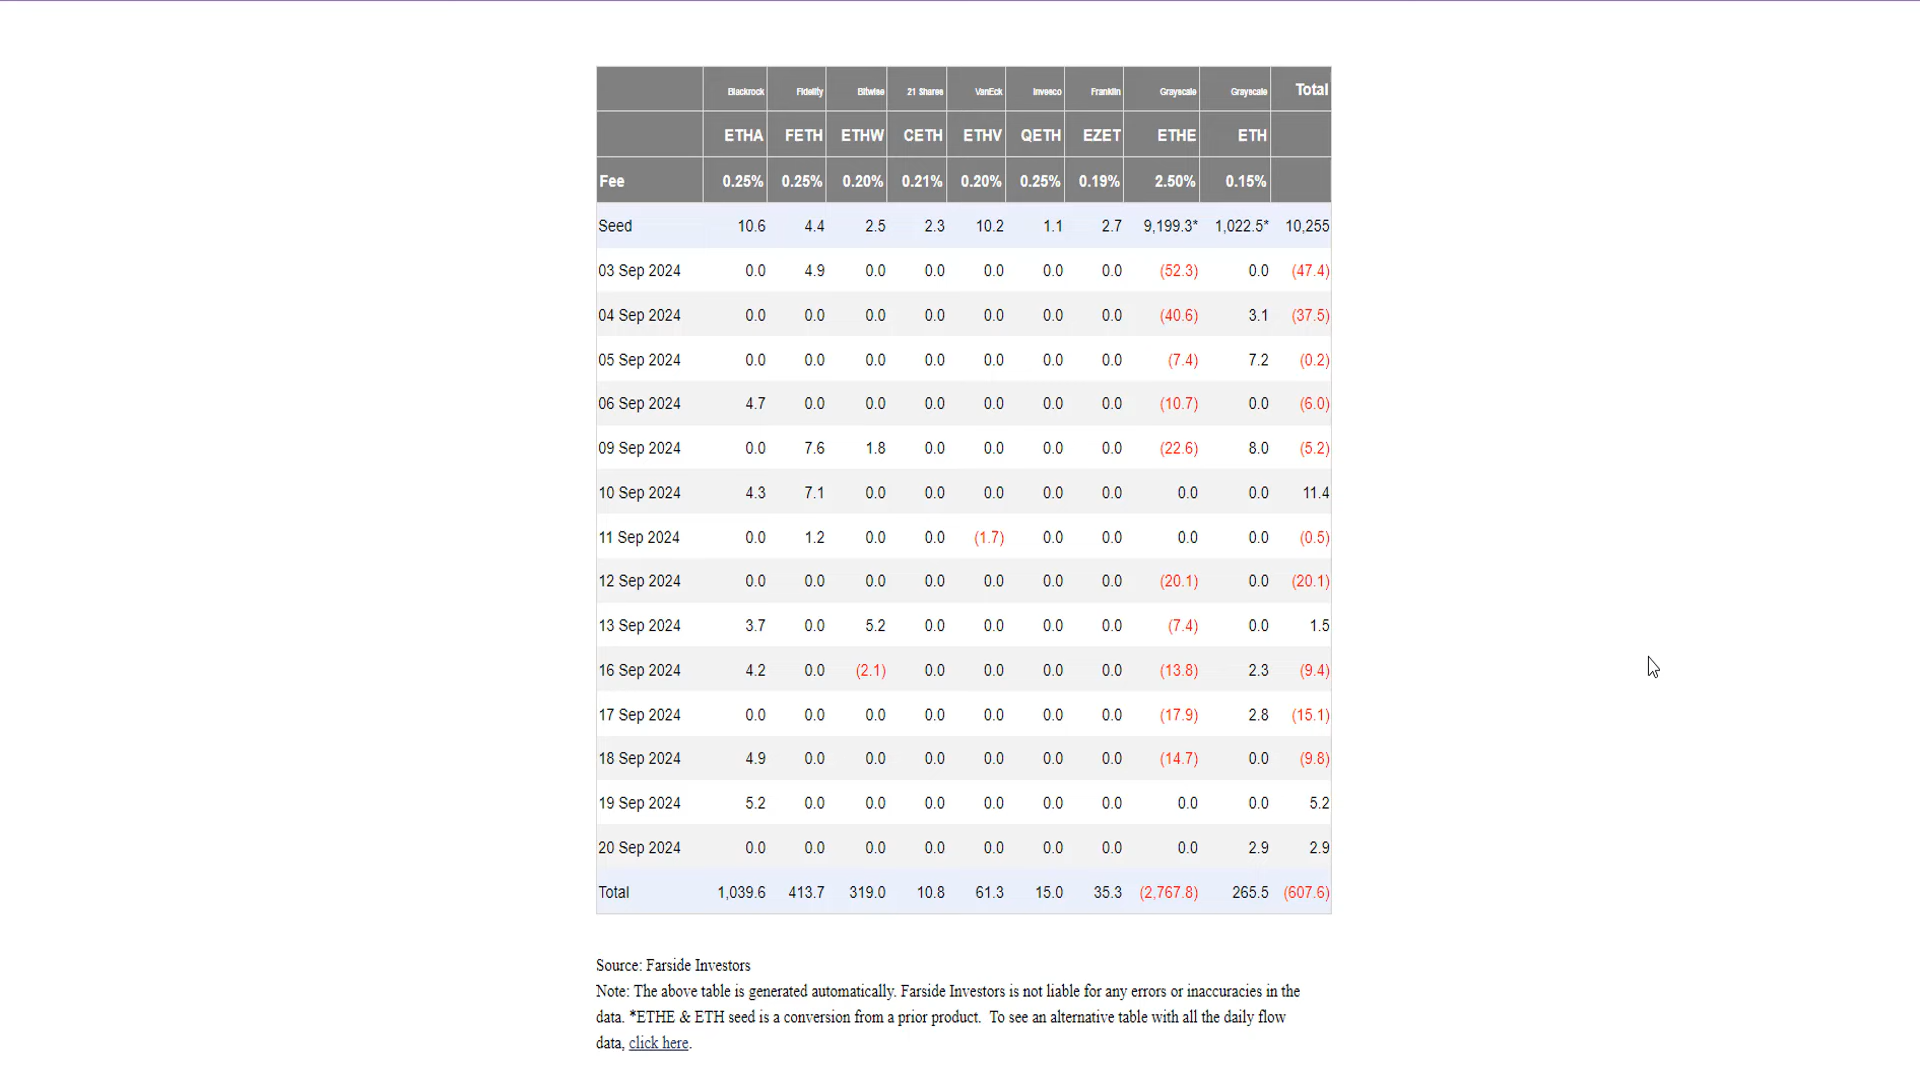 Blackrock Fidelity Bitwise 21 Shares VanEck Invesco Franklin Grayscale Grayscale Total
ETHA FETH ETHW CETH ETHV QETH EZET ETHE ETH
Fee 0.25% 0.25% 0.20% 0.21% 0.20% 0.25% 0.19% 2.50% 0.15%
Seed 10.6 4.4 2.5 2.3 10.2 1.1 2.7 9,199.3* 1,022.5* 10,255
03 Sep 2024 0.0 4.9 0.0 0.0 0.0 0.0 0.0 (52.3) 0.0 (47.4)
04 Sep 2024 0.0 0.0 0.0 0.0 0.0 0.0 0.0 (40.6) 3.1 (37.5)
05 Sep 2024 0.0 0.0 0.0 0.0 0.0 0.0 0.0 (7.4) 7.2 (0.2)
06 Sep 2024 4.7 0.0 0.0 0.0 0.0 0.0 0.0 (10.7) 0.0 (6.0)
09 Sep 2024 0.0 7.6 1.8 0.0 0.0 0.0 0.0 (22.6) 8.0 (5.2)
10 Sep 2024 4.3 7.1 0.0 0.0 0.0 0.0 0.0 0.0 0.0 11.4
11 Sep 2024 0.0 1.2 0.0 0.0 (1.7) 0.0 0.0 0.0 0.0 (0.5)
12 Sep 2024 0.0 0.0 0.0 0.0 0.0 0.0 0.0 (20.1) 0.0 (20.1)
13 Sep 2024 3.7 0.0 5.2 0.0 0.0 0.0 0.0 (7.4) 0.0 1.5
16 Sep 2024 4.2 0.0 (2.1) 0.0 0.0 0.0 0.0 (13.8) 2.3 (9.4)
17 Sep 2024 0.0 0.0 0.0 0.0 0.0 0.0 0.0 (17.9) 2.8 (15.1)
18 Sep 2024 4.9 0.0 0.0 0.0 0.0 0.0 0.0 (14.7) 0.0 (9.8)
19 Sep 2024 5.2 0.0 0.0 0.0 0.0 0.0 0.0 0.0 0.0 5.2
20 Sep 2024 0.0 0.0 0.0 0.0 0.0 0.0 0.0 0.0 2.9 2.9
Total 1,039.6 413.7 319.0 10.8 61.3 15.0 35.3 (2,767.8) 265.5 (607.6)
Source: Farside Investors
Note: The above table is generated automatically. Farside Investors is not liable for any errors or inaccuracies in the
data. *ETHE & ETH seed is a conversion from a prior product. To see an alternative table with all the daily flow
data, click here.